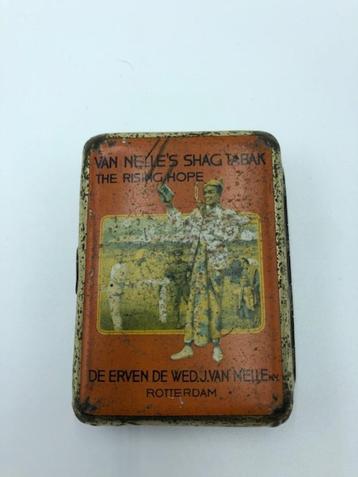 VAN NELLE'S SHAG TABAK
THE RISING HOPE
DE ERVEN DE WED. J. VAN NELLE N.V.
ROTTERDAM